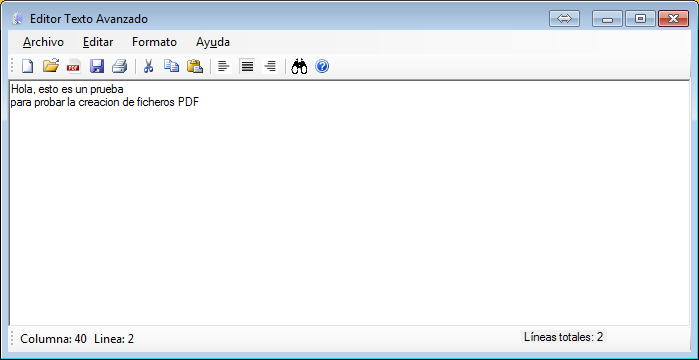 Editor Texto Avanzado
Archivo Editar Formato Ayuda
PDF
Hola, esto es un prueba
para probar la creacion de ficheros PDF
Columna: 40 Linea: 2
Líneas totales: 2